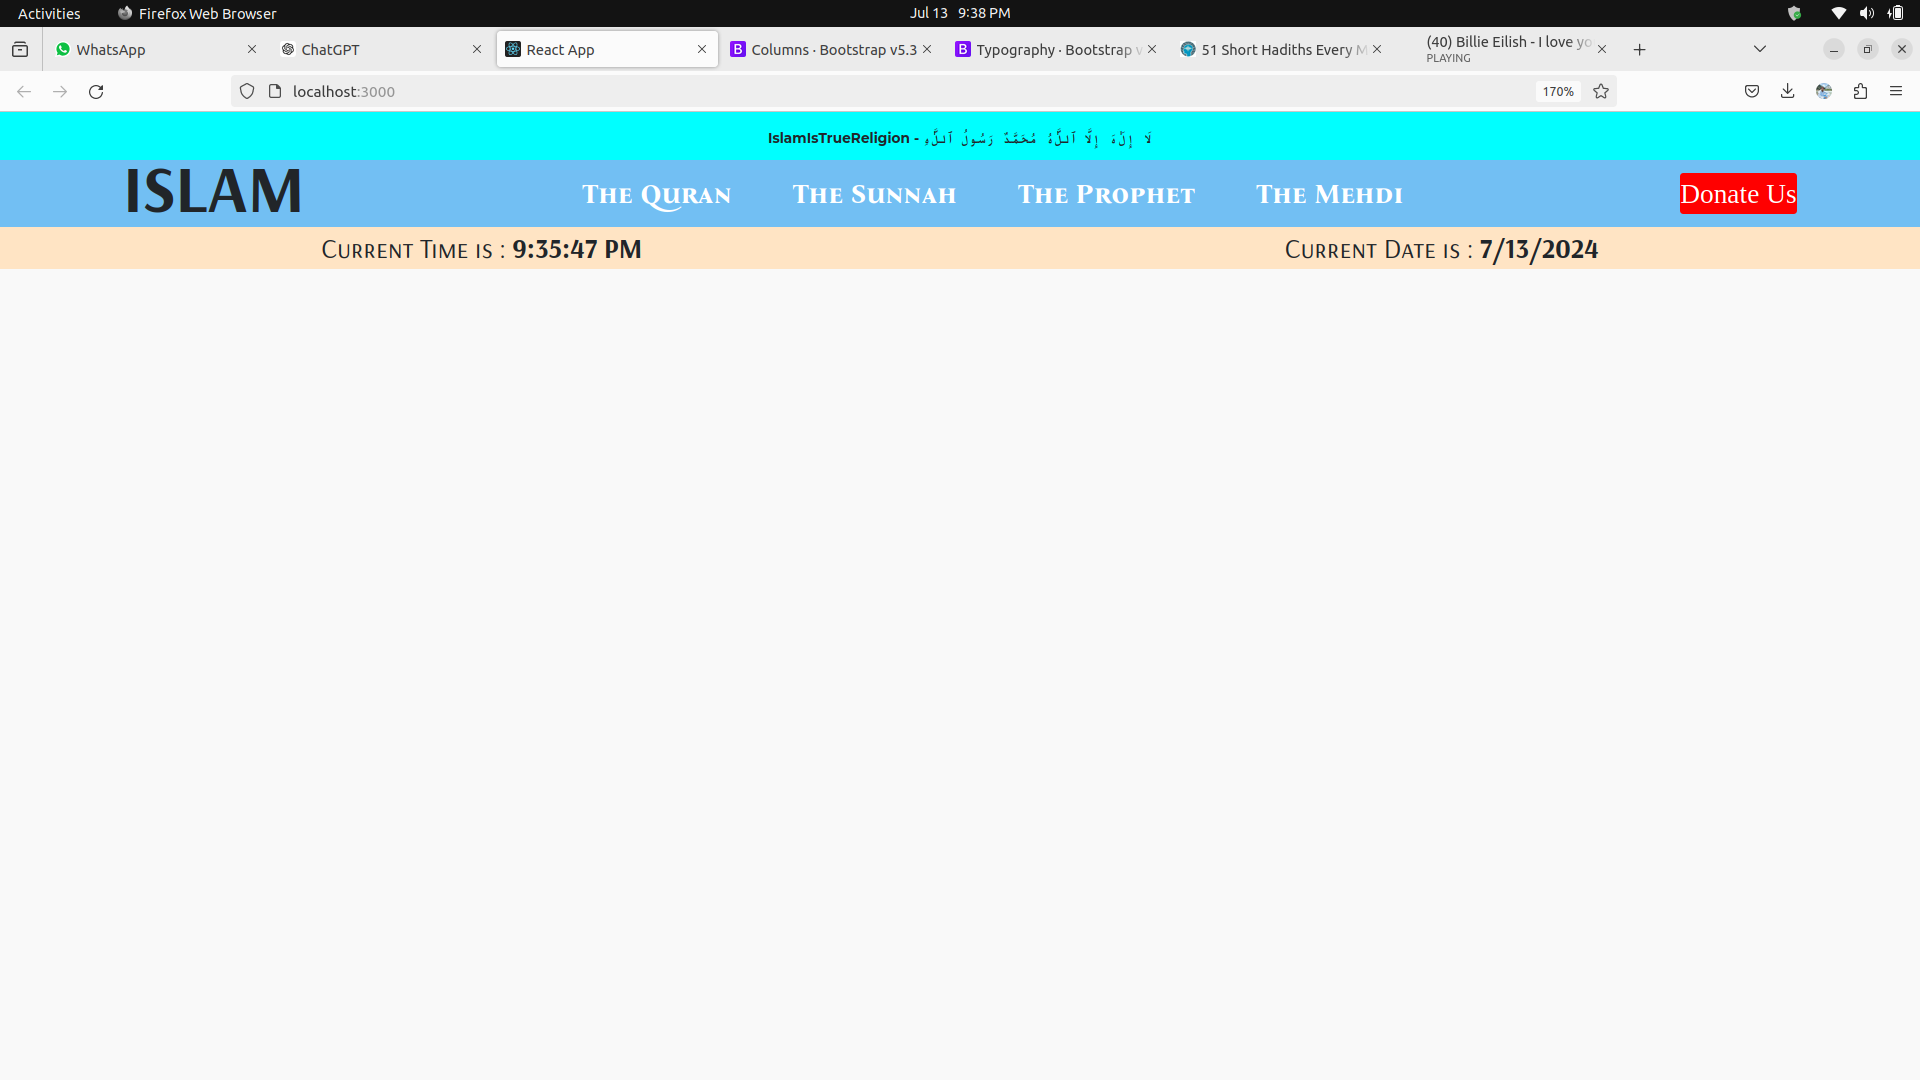 Activities Firefox Web Browser Jul 13 9:38 PM
WhatsApp ChatGPT React App Columns · Bootstrap v5.3 Typography · Bootstrap v 51 Short Hadiths Every M (40) Billie Eilish - I love yo
PLAYING
localhost:3000 170%
IslamIsTrueReligion - لَا إِلَٰهَ إِلَّا ٱللَّٰهُ مُحَمَّدٌ رَسُولُ ٱللَّٰهِ
ISLAM The Quran The Sunnah The Prophet The Mehdi Donate Us
Current Time is : 9:35:47 PM Current Date is : 7/13/2024